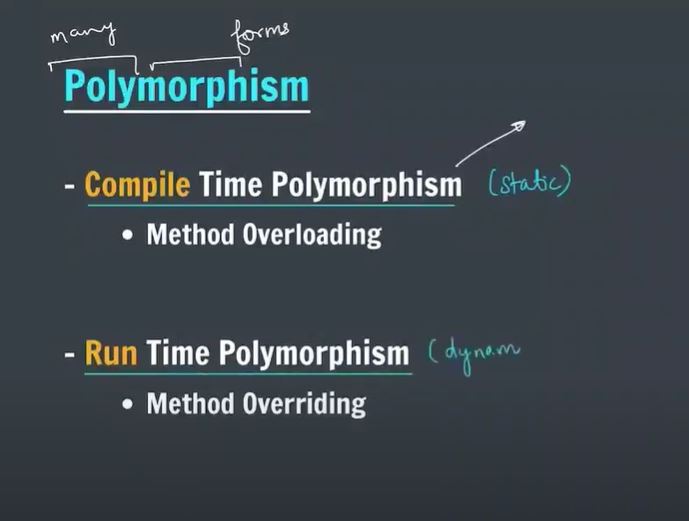 many forms
Polymorphism
- Compile Time Polymorphism (static)
• Method Overloading
- Run Time Polymorphism (dynam
• Method Overriding